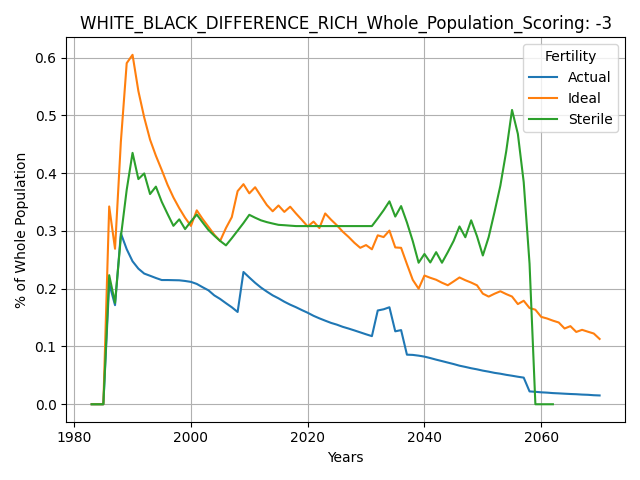 WHITE_BLACK_DIFFERENCE_RICH_Whole_Population_Scoring: -3
Fertility
Actual
Ideal
Sterile
% of Whole Population
0.6
0.5
0.4
0.3
0.2
0.1
0.0
1980 2000 2020 2040 2060
Years